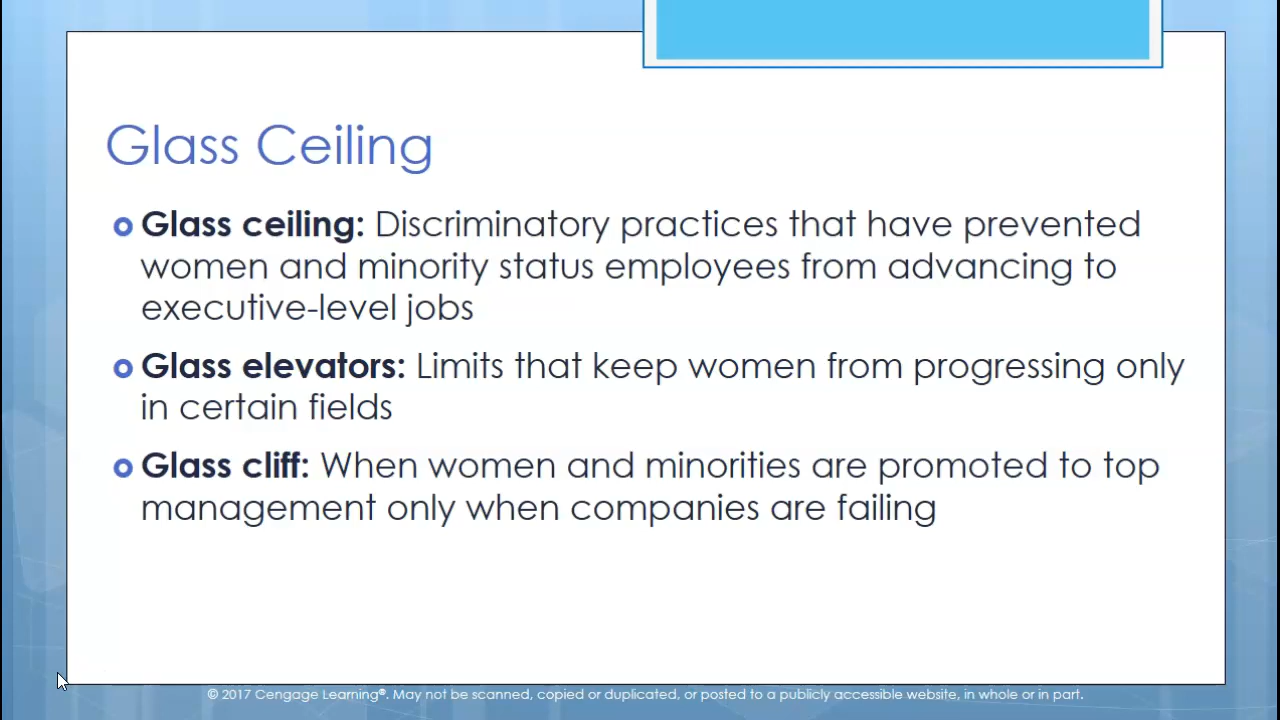 Glass Ceiling
Glass ceiling: Discriminatory practices that have prevented
women and minority status employees from advancing to
executive-level jobs
Glass elevators: Limits that keep women from progressing only
in certain fields
Glass cliff: When women and minorities are promoted to top
management only when companies are failing
© 2017 Cengage Learning®. May not be scanned, copied or duplicated, or posted to a publicly accessible website, in whole or in part.